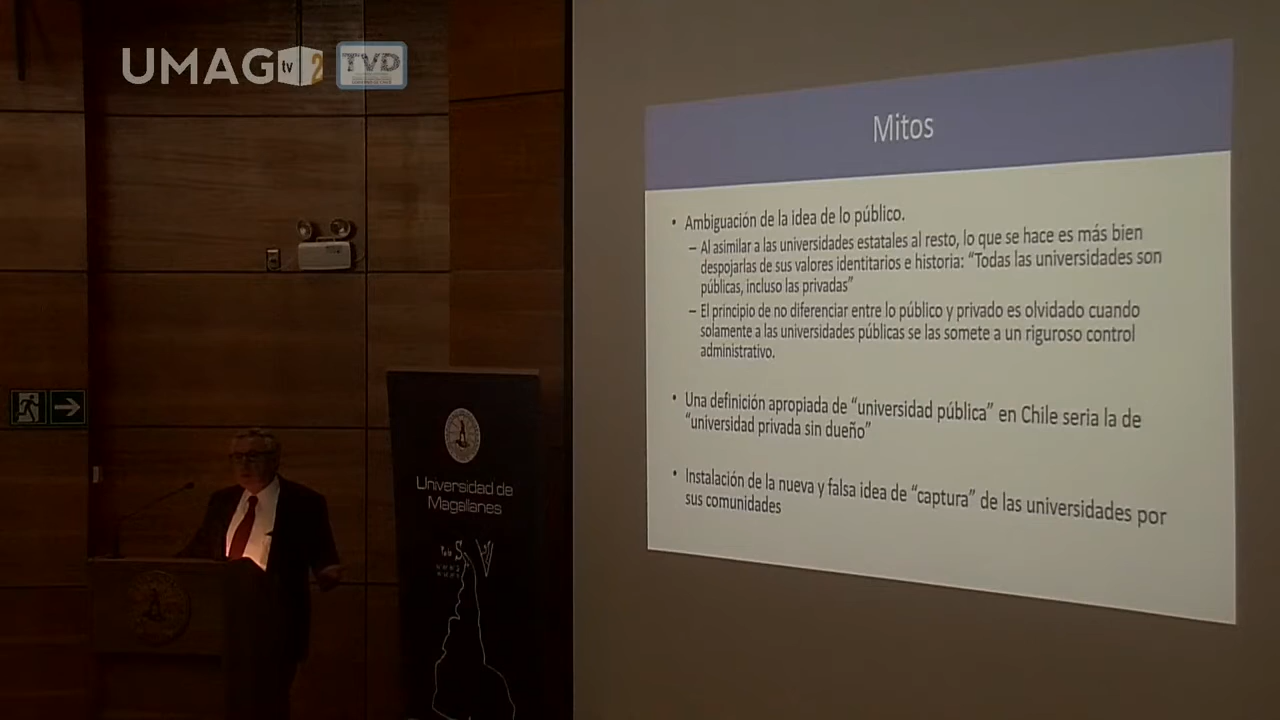 UMAG tv 2 TVD
Mitos
• Ambiguación de la idea de lo público.
– Al asimilar a las universidades estatales al resto, lo que se hace es más bien
despojarlas de sus valores identitarios e historia: “Todas las universidades son
públicas, incluso las privadas”
– El principio de no diferenciar entre lo público y privado es olvidado cuando
solamente a las universidades públicas se las somete a un riguroso control
administrativo.
• Una definición apropiada de “universidad pública” en Chile seria la de
“universidad privada sin dueño”
• Instalación de la nueva y falsa idea de “captura” de las universidades por
sus comunidades
Universidad de
Magallanes